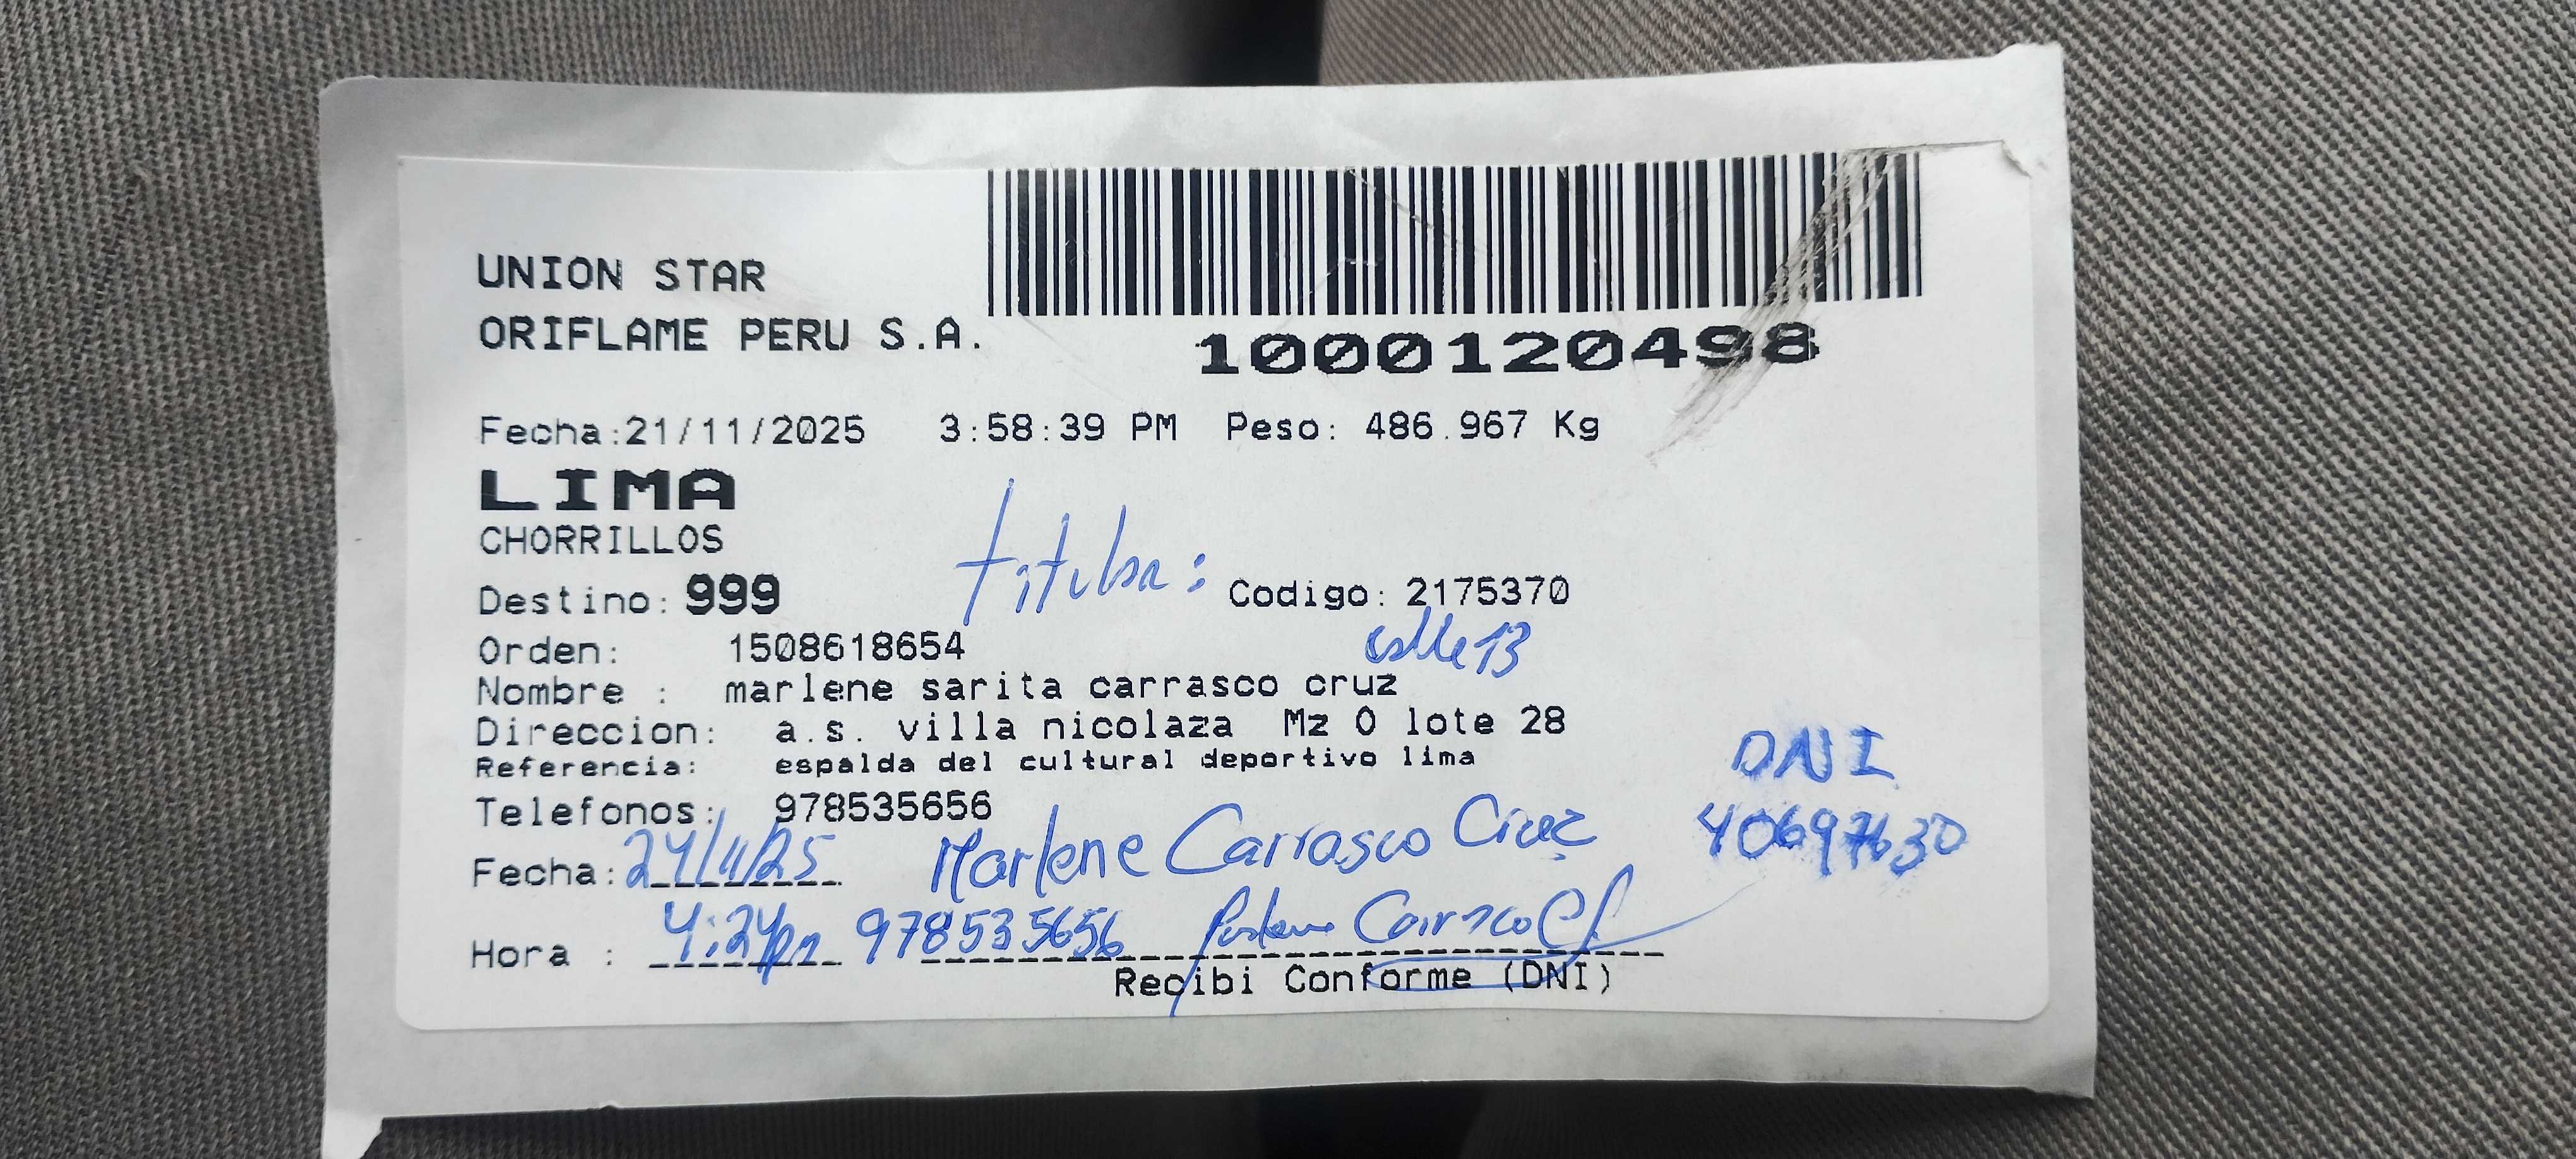 UNION STAR
ORIFLAME PERU S.A.
1000120498
Fecha:21/11/2025 3:58:39 PM Peso: 486.967 Kg
LIMA
CHORRILLOS
titular:
Destino: 999 Codigo: 2175370
calle 13
Orden: 1508618654
Nombre : marlene sarita carrasco cruz
Direccion: a.s. villa nicolaza Mz O lote 28
Referencia: espalda del cultural deportivo lima
DNI
Telefonos: 978535656
Fecha: 24/11/25 Marlene Carrasco Cruz
Hora : 4:24pm 978535656 Carrasco
Recibi Conforme (DNI)